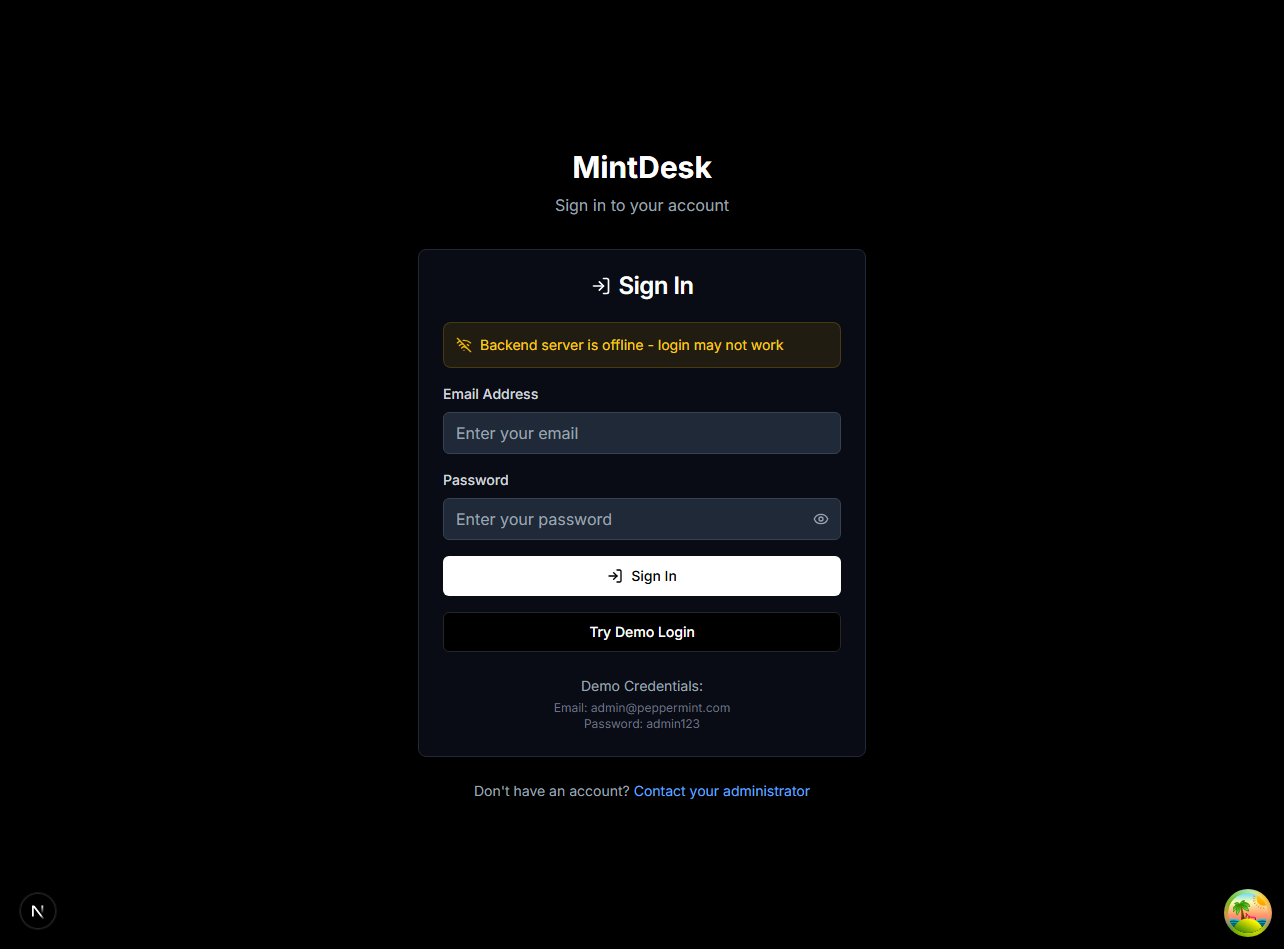 MintDesk
Sign in to your account
Sign In
Backend server is offline - login may not work
Email Address
Enter your email
Password
Enter your password
Sign In
Try Demo Login
Demo Credentials:
Email: admin@peppermint.com
Password: admin123
Don't have an account? Contact your administrator
N